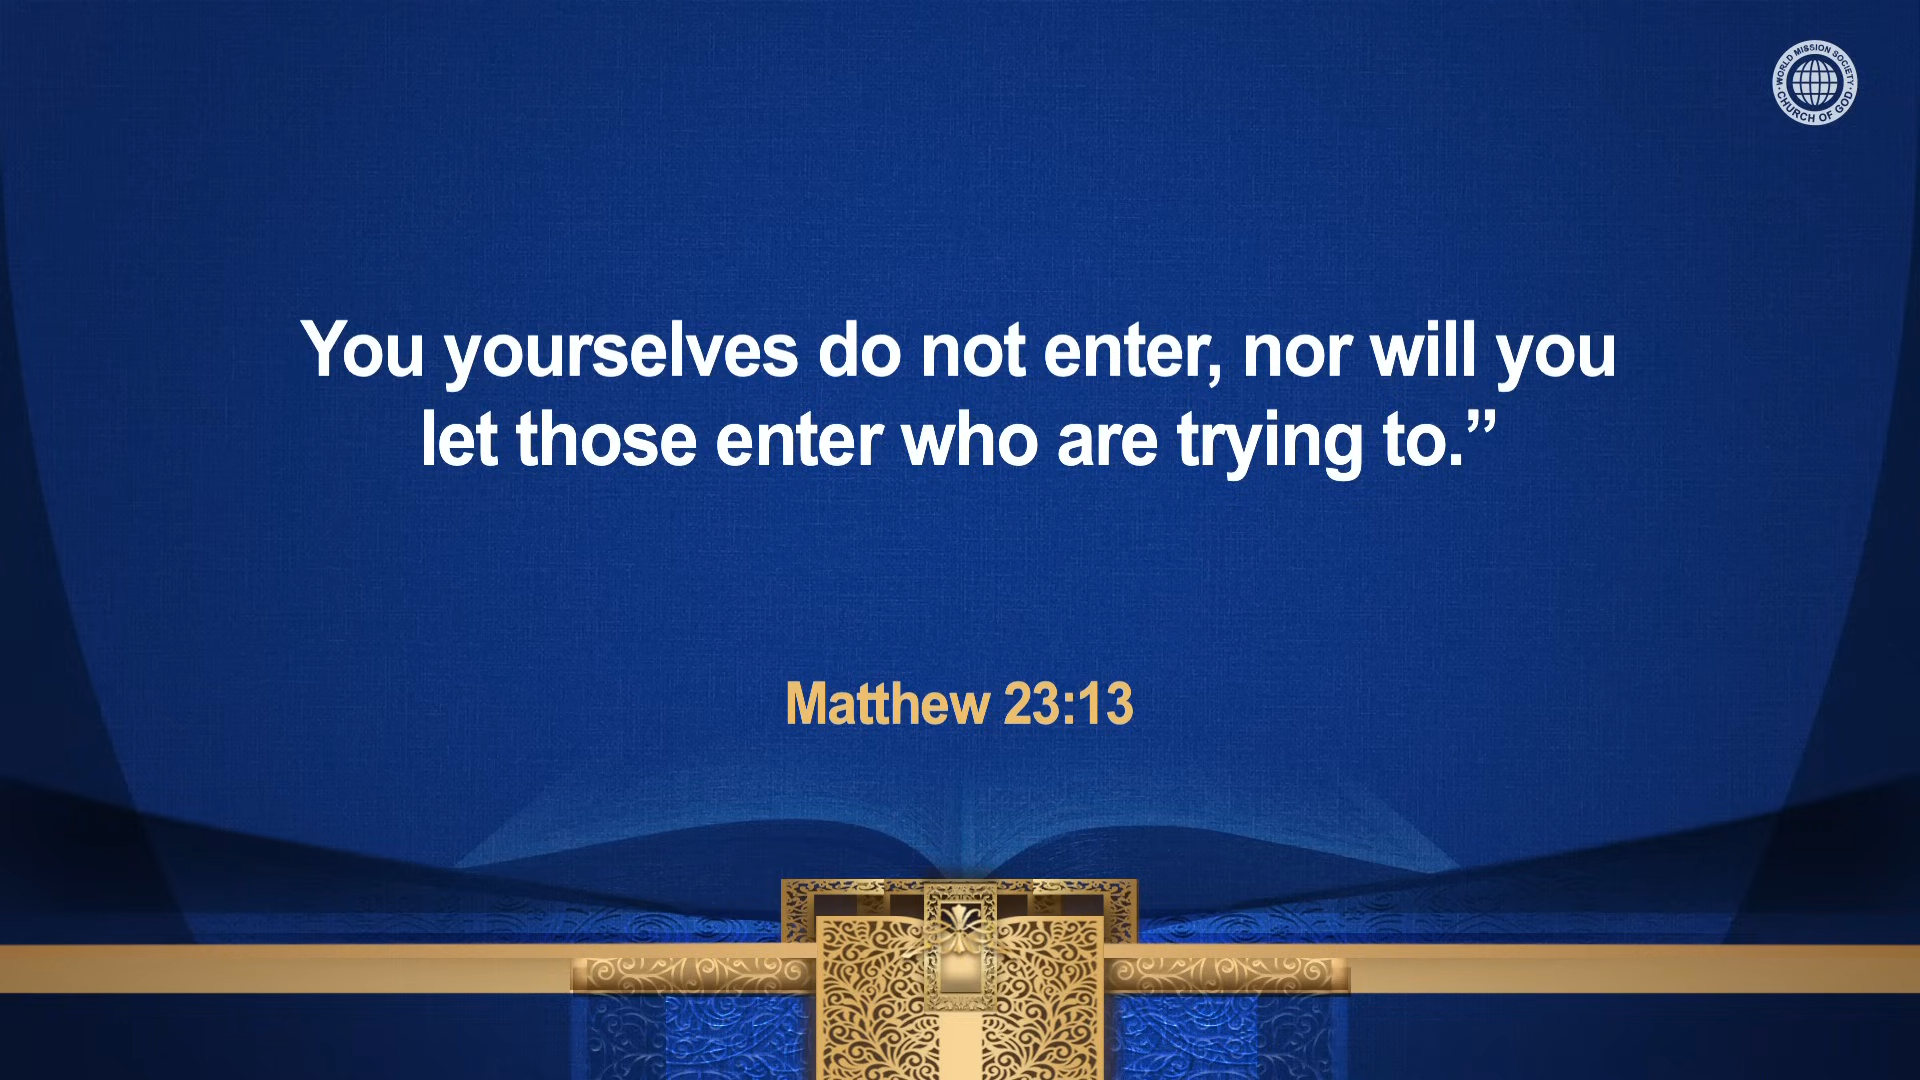 WORLD MISSION SOCIETY
CHURCH OF GOD
You yourselves do not enter, nor will you
let those enter who are trying to.”
Matthew 23:13